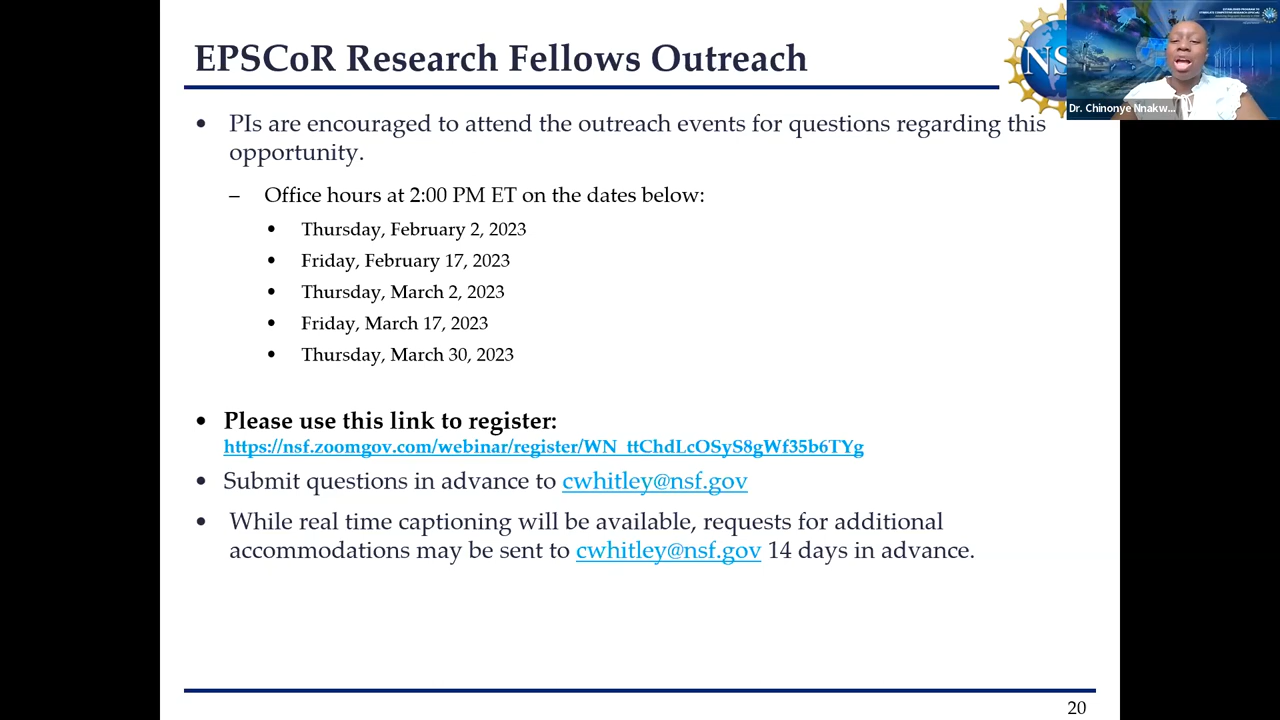 EPSCoR Research Fellows Outreach
NS
Dr. Chinonye Nnakw...
• PIs are encouraged to attend the outreach events for questions regarding this
opportunity.
– Office hours at 2:00 PM ET on the dates below:
• Thursday, February 2, 2023
• Friday, February 17, 2023
• Thursday, March 2, 2023
• Friday, March 17, 2023
• Thursday, March 30, 2023
• Please use this link to register:
https://nsf.zoomgov.com/webinar/register/WN_ttChdLcOSyS8gWf35b6TYg
• Submit questions in advance to cwhitley@nsf.gov
• While real time captioning will be available, requests for additional
accommodations may be sent to cwhitley@nsf.gov 14 days in advance.
20